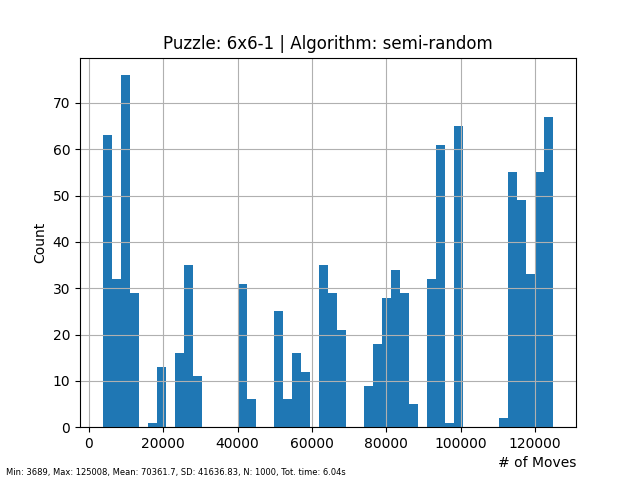 Puzzle: 6x6-1 | Algorithm: semi-random
70
60
50
40
30
20
10
0
Count
0 20000 40000 60000 80000 100000 120000
# of Moves
Min: 3689, Max: 125008, Mean: 70361.7, SD: 41636.83, N: 1000, Tot. time: 6.04s